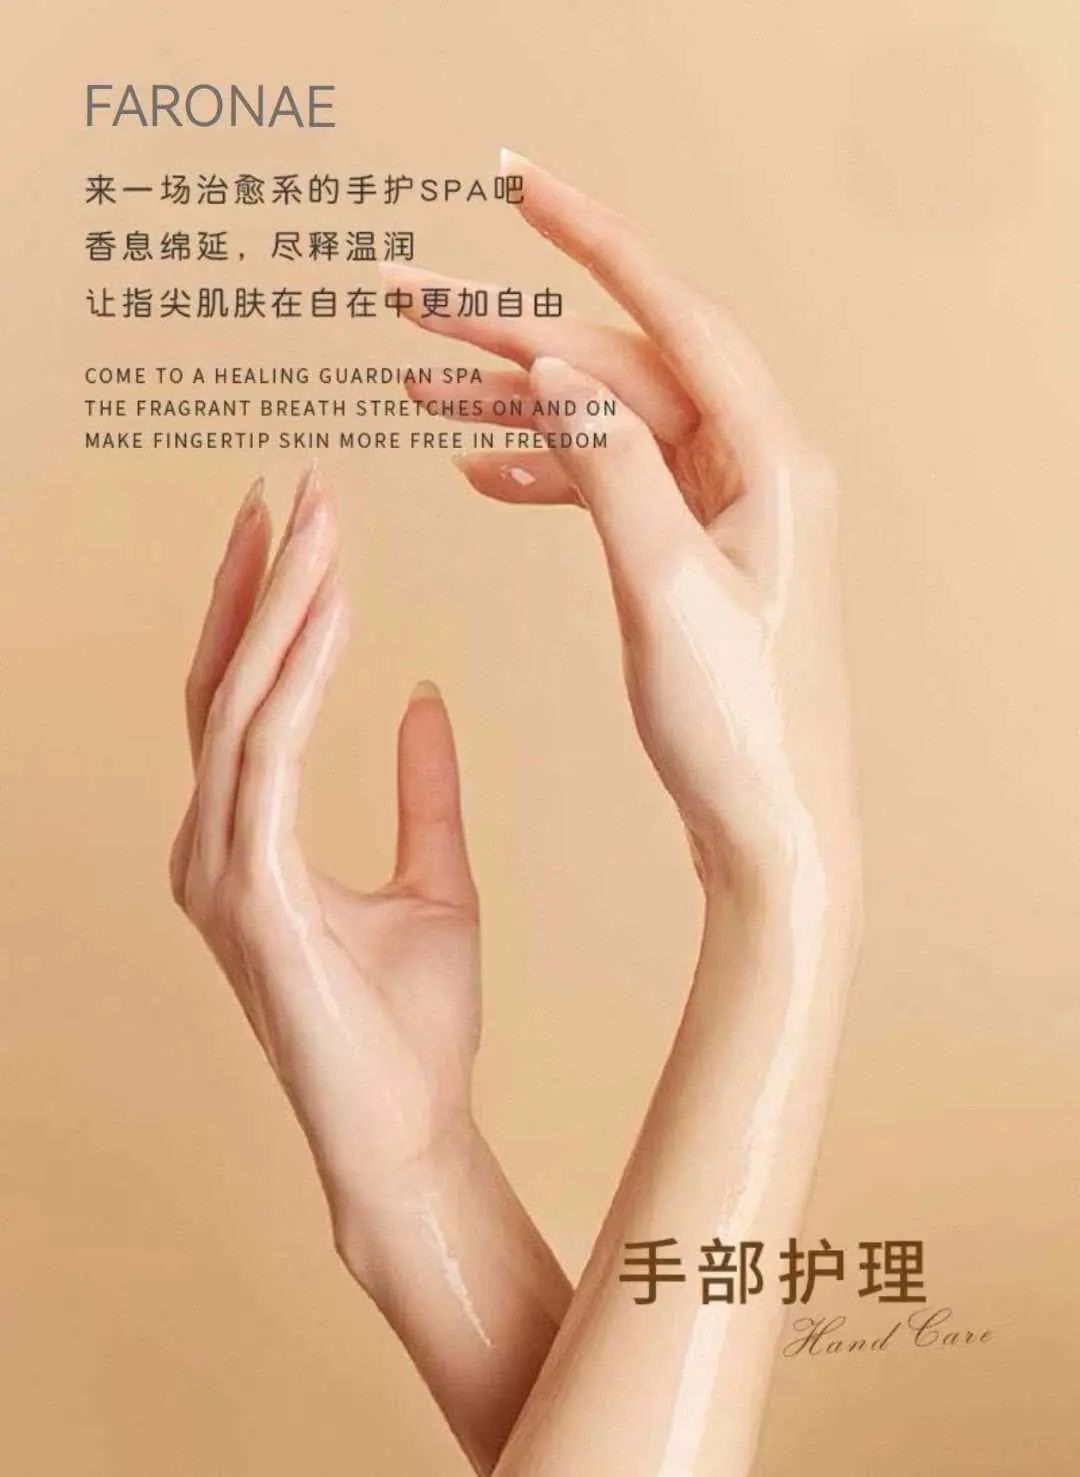 FARONAE
来一场治愈系的手护SPA吧
香息绵延，尽释温润
让指尖肌肤在自在中更加自由
COME TO A HEALING GUARDIAN SPA
THE FRAGRANT BREATH STRETCHES ON AND ON
MAKE FINGERTIP SKIN MORE FREE IN FREEDOM
手部护理
Hand Care